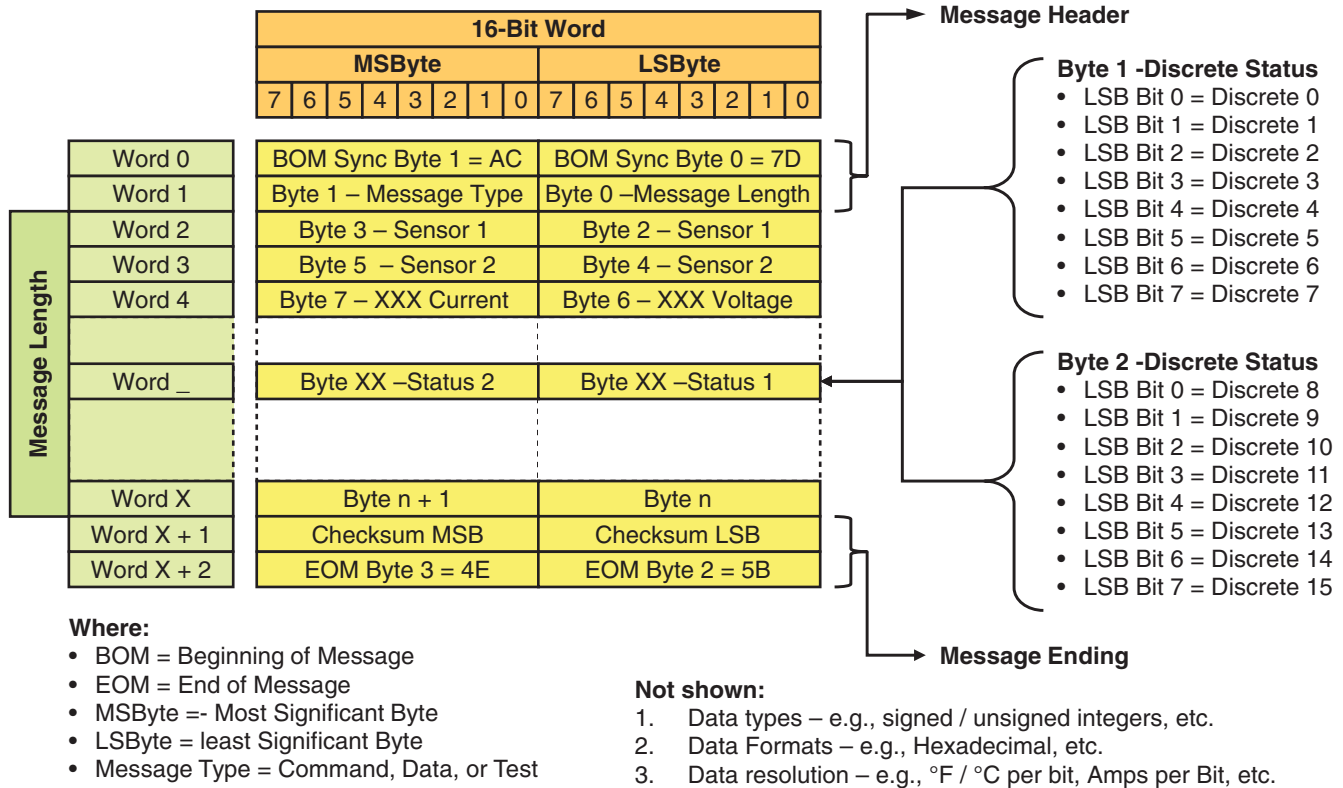 Message Header
16-Bit Word
MSByte LSByte
7 6 5 4 3 2 1 0 7 6 5 4 3 2 1 0
Word 0 BOM Sync Byte 1 = AC BOM Sync Byte 0 = 7D
Word 1 Byte 1 – Message Type Byte 0 –Message Length
Word 2 Byte 3 – Sensor 1 Byte 2 – Sensor 1
Word 3 Byte 5 – Sensor 2 Byte 4 – Sensor 2
Word 4 Byte 7 – XXX Current Byte 6 – XXX Voltage
Word _ Byte XX –Status 2 Byte XX –Status 1
Word X Byte n + 1 Byte n
Word X + 1 Checksum MSB Checksum LSB
Word X + 2 EOM Byte 3 = 4E EOM Byte 2 = 5B
Message Length
Byte 1 -Discrete Status
• LSB Bit 0 = Discrete 0
• LSB Bit 1 = Discrete 1
• LSB Bit 2 = Discrete 2
• LSB Bit 3 = Discrete 3
• LSB Bit 4 = Discrete 4
• LSB Bit 5 = Discrete 5
• LSB Bit 6 = Discrete 6
• LSB Bit 7 = Discrete 7
Byte 2 -Discrete Status
• LSB Bit 0 = Discrete 8
• LSB Bit 1 = Discrete 9
• LSB Bit 2 = Discrete 10
• LSB Bit 3 = Discrete 11
• LSB Bit 4 = Discrete 12
• LSB Bit 5 = Discrete 13
• LSB Bit 6 = Discrete 14
• LSB Bit 7 = Discrete 15
Message Ending
Where:
• BOM = Beginning of Message
• EOM = End of Message
• MSByte =- Most Significant Byte
• LSByte = least Significant Byte
• Message Type = Command, Data, or Test
Not shown:
1. Data types – e.g., signed / unsigned integers, etc.
2. Data Formats – e.g., Hexadecimal, etc.
3. Data resolution – e.g., °F / °C per bit, Amps per Bit, etc.